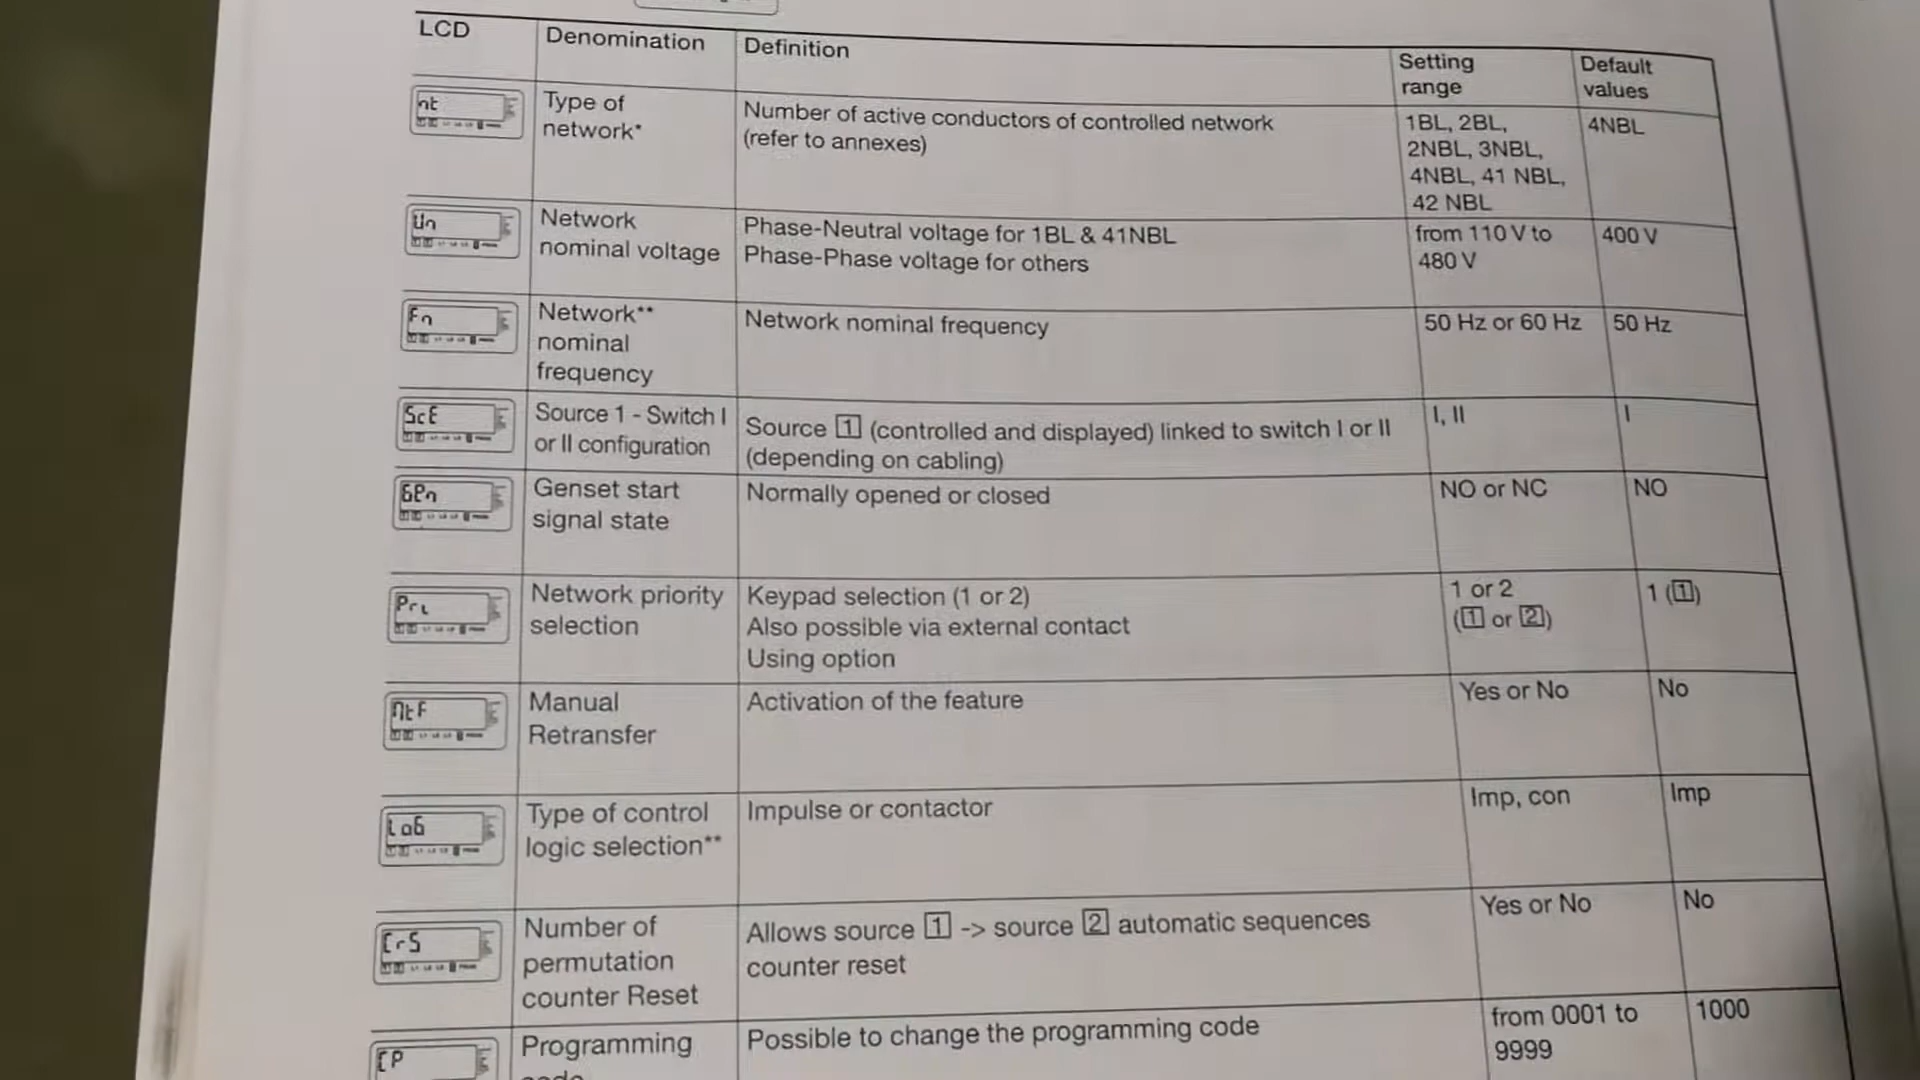 LCD
Denomination
Definition
Setting
range
Default
values
nt
Type of
network*
Number of active conductors of controlled network
(refer to annexes)
1BL, 2BL,
2NBL, 3NBL,
4NBL, 41 NBL,
42 NBL
4NBL
Un
Network
nominal voltage
Phase-Neutral voltage for 1BL & 41NBL
Phase-Phase voltage for others
from 110 V to
480 V
400 V
Fn
Network**
nominal
frequency
Network nominal frequency
50 Hz or 60 Hz
50 Hz
ScE
Source 1 - Switch I
or II configuration
Source 1 (controlled and displayed) linked to switch I or II
(depending on cabling)
I, II
I
GEn
Genset start
signal state
Normally opened or closed
NO or NC
NO
Pri
Network priority
selection
Keypad selection (1 or 2)
Also possible via external contact
Using option
1 or 2
(1 or 2)
1 (1)
Manual
Retransfer
Activation of the feature
Yes or No
No
LoG
Type of control
logic selection**
Impulse or contactor
Imp, con
Imp
CrS
Number of
permutation
counter Reset
Allows source 1 -> source 2 automatic sequences
counter reset
Yes or No
No
CP
Programming
Possible to change the programming code
from 0001 to
9999
1000